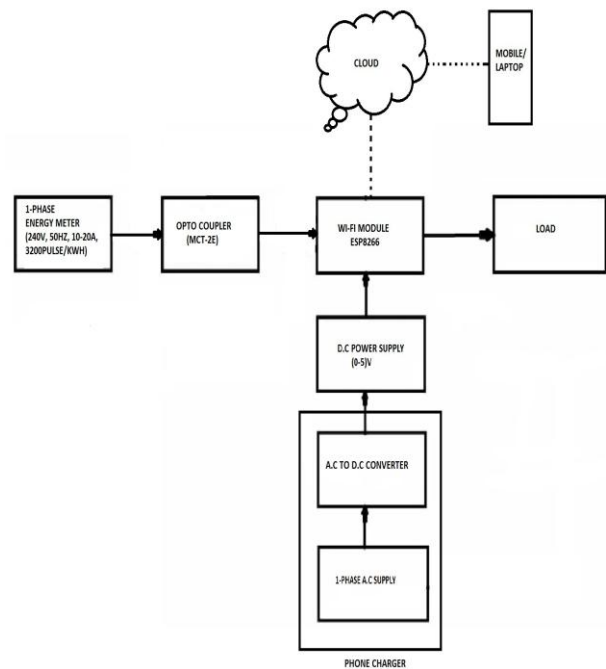 CLOUD
MOBILE/
LAPTOP
1-PHASE
ENERGY METER
(240V, 50HZ, 10-20A,
3200PULSE/KWH)
OPTO COUPLER
(MCT-2E)
WI-FI MODULE
ESP8266
LOAD
D.C POWER SUPPLY
(0-5)V
A.C TO D.C CONVERTER
1-PHASE A.C SUPPLY
PHONE CHARGER